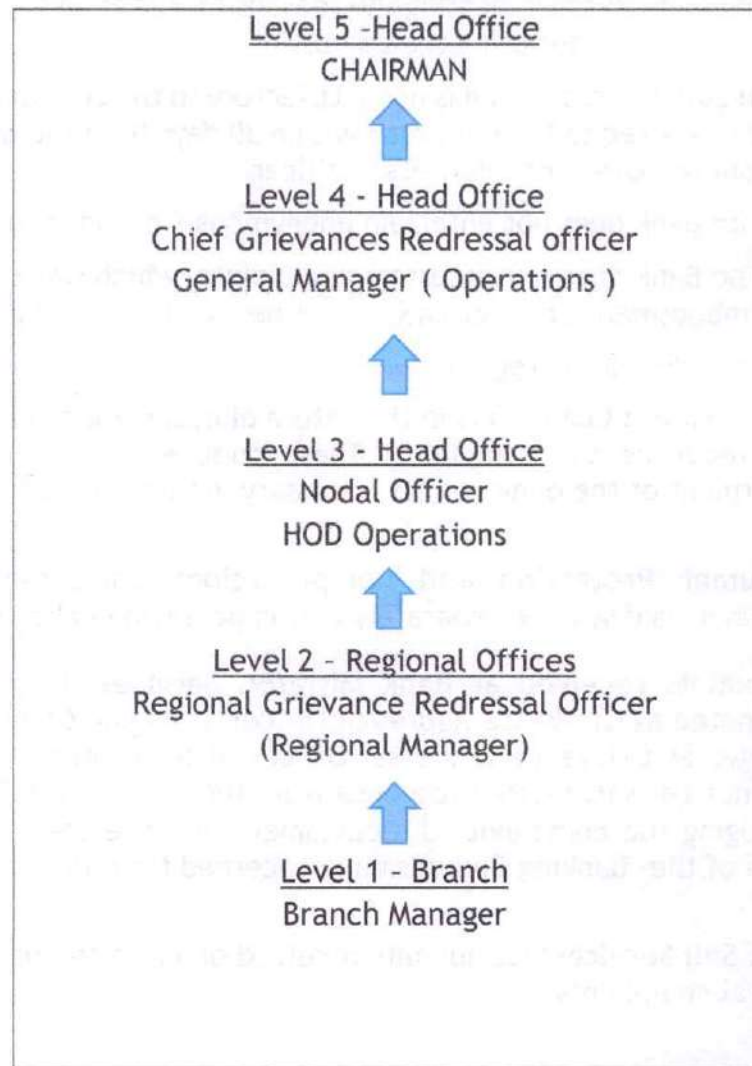 Level 5 -Head Office
CHAIRMAN
Level 4 - Head Office
Chief Grievances Redressal officer
General Manager ( Operations )
Level 3 - Head Office
Nodal Officer
HOD Operations
Level 2 – Regional Offices
Regional Grievance Redressal Officer
(Regional Manager)
Level 1 - Branch
Branch Manager